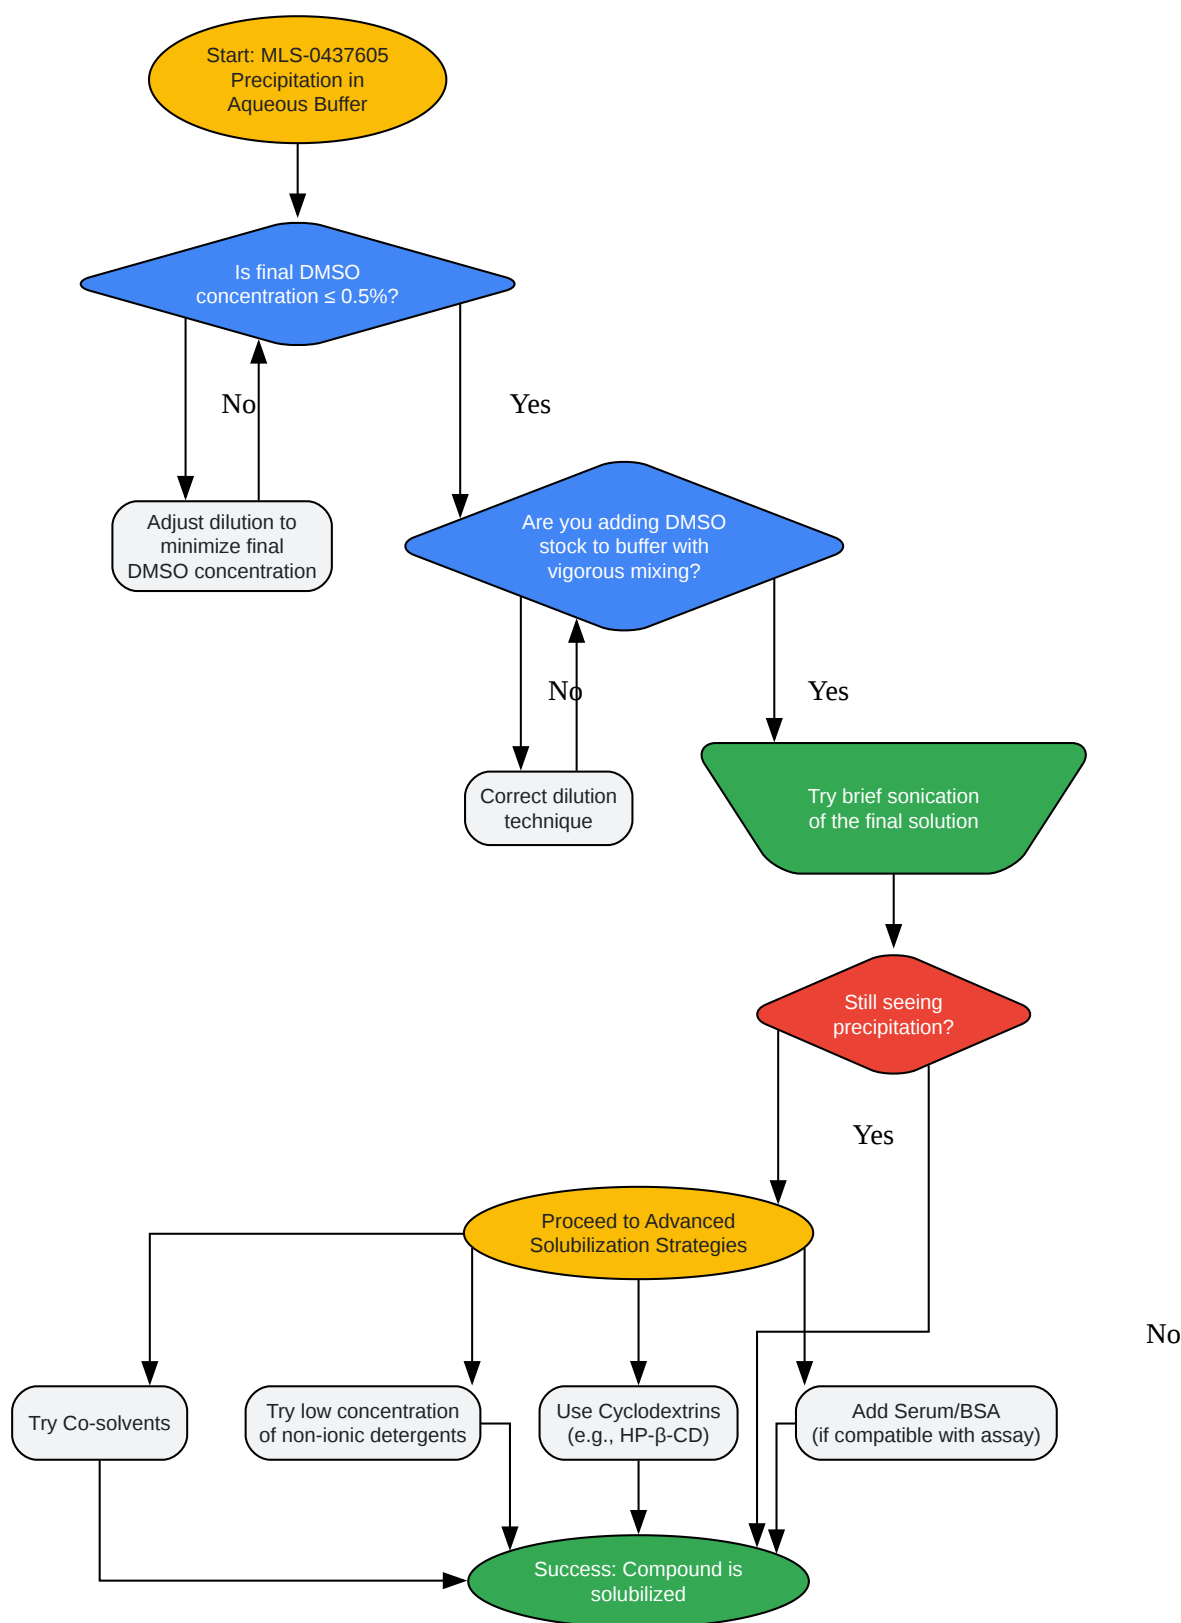 Start: MLS-0437605
Precipitation in
Aqueous Buffer
Is final DMSO
concentration ≤ 0.5%?
No
Yes
Adjust dilution to
minimize final
DMSO concentration
Are you adding DMSO
stock to buffer with
vigorous mixing?
No
Yes
Correct dilution
technique
Try brief sonication
of the final solution
Still seeing
precipitation?
Yes
Proceed to Advanced
Solubilization Strategies
No
Try Co-solvents
Try low concentration
of non-ionic detergents
Use Cyclodextrins
(e.g., HP-β-CD)
Add Serum/BSA
(if compatible with assay)
Success: Compound is
solubilized